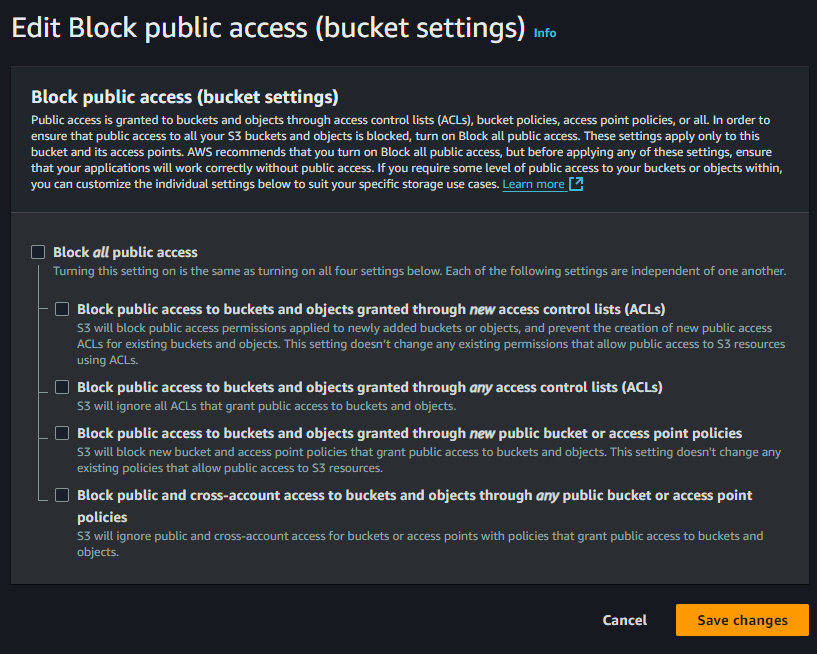 Edit Block public access (bucket settings) Info
Block public access (bucket settings)
Public access is granted to buckets and objects through access control lists (ACLs), bucket policies, access point policies, or all. In order to
ensure that public access to all your S3 buckets and objects is blocked, turn on Block all public access. These settings apply only to this
bucket and its access points. AWS recommends that you turn on Block all public access, but before applying any of these settings, ensure
that your applications will work correctly without public access. If you require some level of public access to your buckets or objects within,
you can customize the individual settings below to suit your specific storage use cases. Learn more
Block all public access
Turning this setting on is the same as turning on all four settings below. Each of the following settings are independent of one another.
Block public access to buckets and objects granted through new access control lists (ACLs)
S3 will block public access permissions applied to newly added buckets or objects, and prevent the creation of new public access
ACLs for existing buckets and objects. This setting doesn't change any existing permissions that allow public access to S3 resources
using ACLs.
Block public access to buckets and objects granted through any access control lists (ACLs)
S3 will ignore all ACLs that grant public access to buckets and objects.
Block public access to buckets and objects granted through new public bucket or access point policies
S3 will block new bucket and access point policies that grant public access to buckets and objects. This setting doesn't change any
existing policies that allow public access to S3 resources.
Block public and cross-account access to buckets and objects through any public bucket or access point
policies
S3 will ignore public and cross-account access for buckets or access points with policies that grant public access to buckets and
objects.
Cancel
Save changes